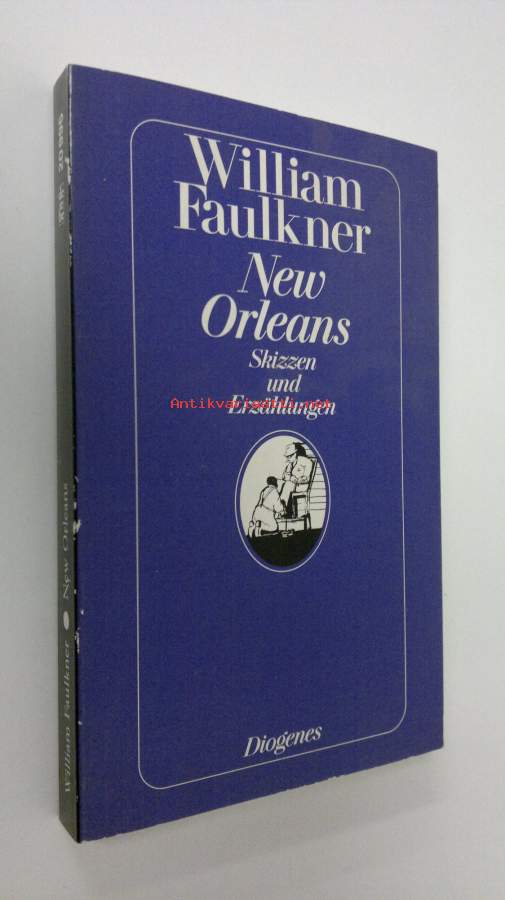 William
Faulkner
New
Orleans
Skizzen
und
Erzählungen
Antikvariaatti.net
Diogenes
William Faulkner New Orleans